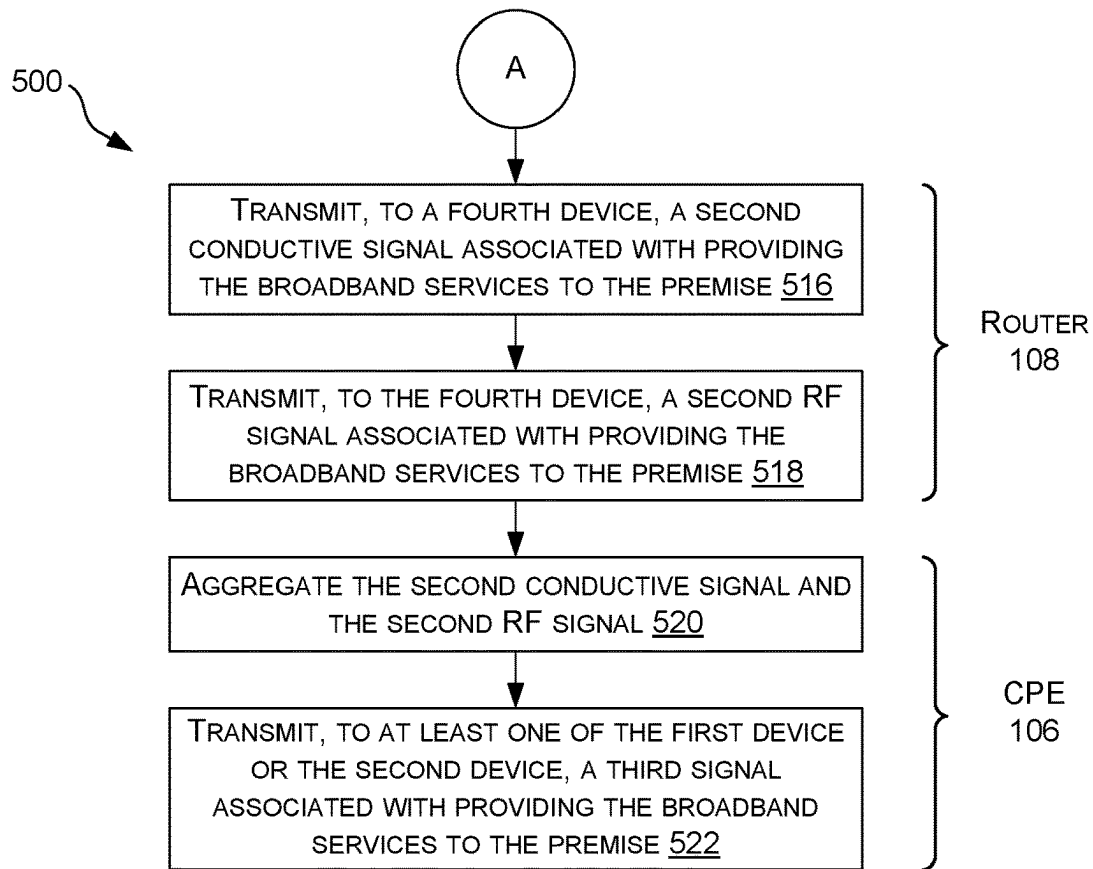 A
500
TRANSMIT, TO A FOURTH DEVICE, A SECOND
CONDUCTIVE SIGNAL ASSOCIATED WITH PROVIDING
THE BROADBAND SERVICES TO THE PREMISE 516
TRANSMIT, TO THE FOURTH DEVICE, A SECOND RF
SIGNAL ASSOCIATED WITH PROVIDING THE
BROADBAND SERVICES TO THE PREMISE 518
ROUTER
108
AGGREGATE THE SECOND CONDUCTIVE SIGNAL AND
THE SECOND RF SIGNAL 520
TRANSMIT, TO AT LEAST ONE OF THE FIRST DEVICE
OR THE SECOND DEVICE, A THIRD SIGNAL
ASSOCIATED WITH PROVIDING THE BROADBAND
SERVICES TO THE PREMISE 522
CPE
106